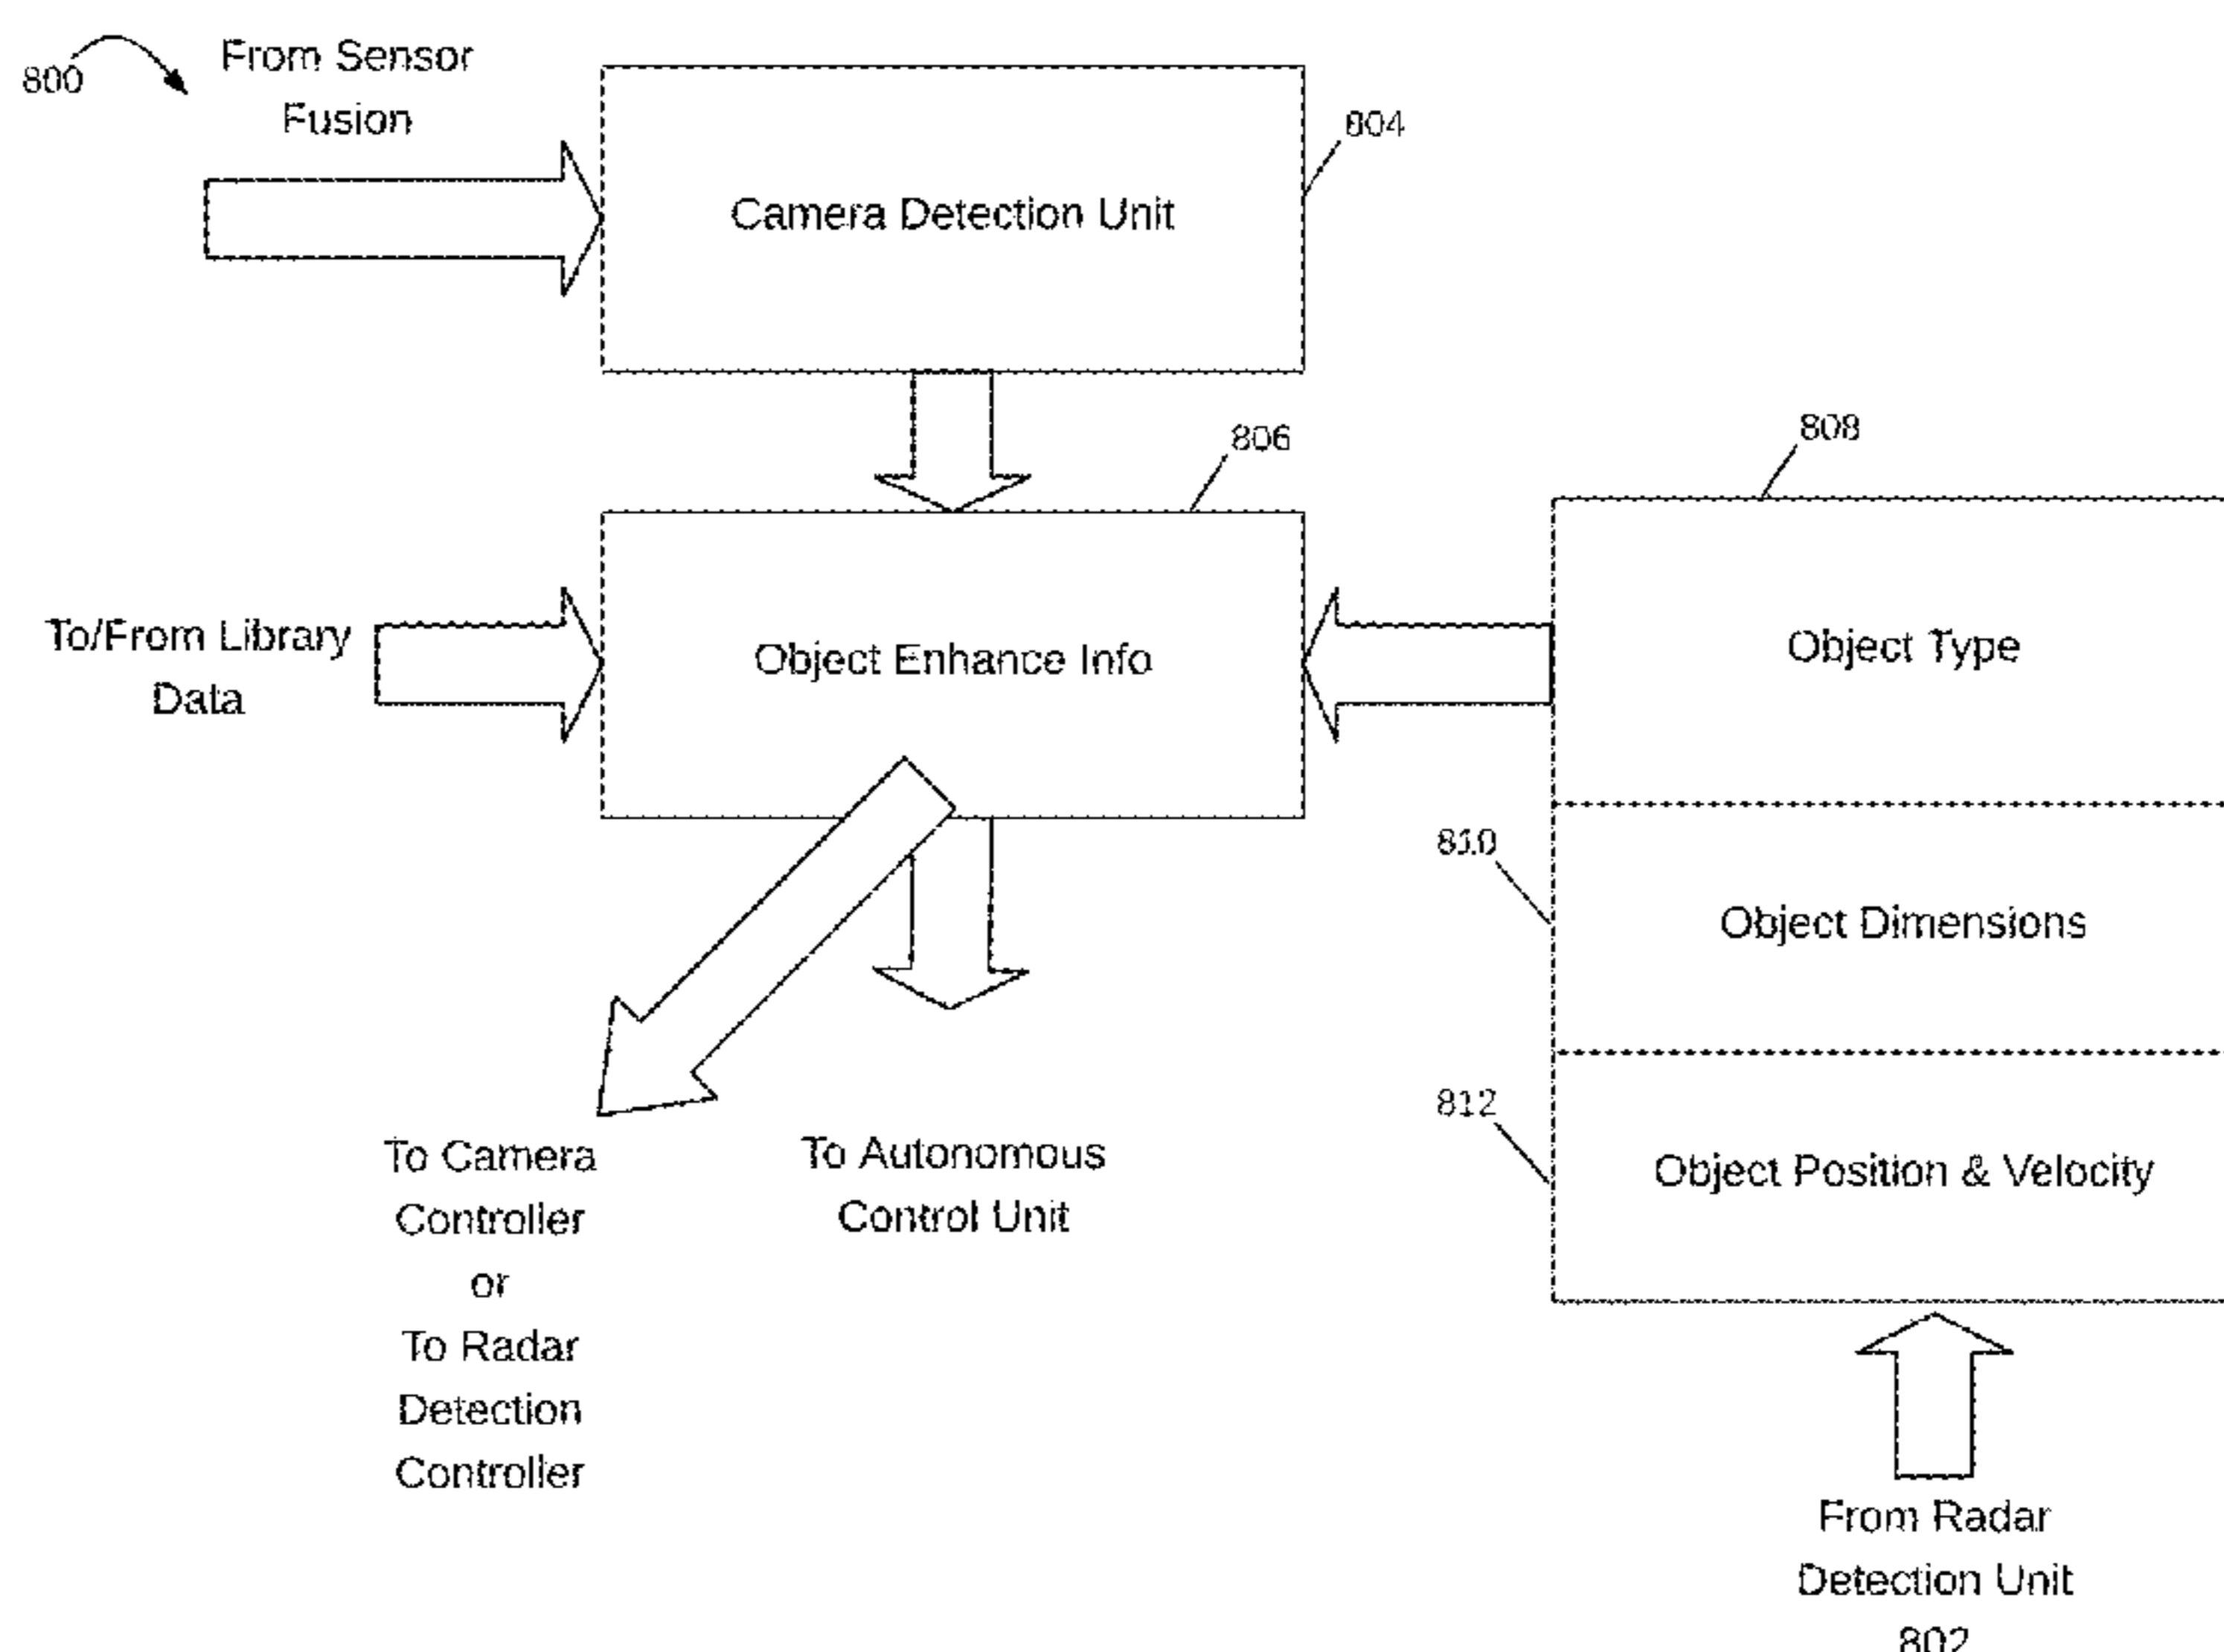 800
From Sensor
Fusion
804
Camera Detection Unit
806
808
To/From Library
Data
Object Enhance Info
Object Type
810
Object Dimensions
812
Object Position & Velocity
To Camera
Controller
or
To Radar
Detection
Controller
To Autonomous
Control Unit
From Radar
Detection Unit
802